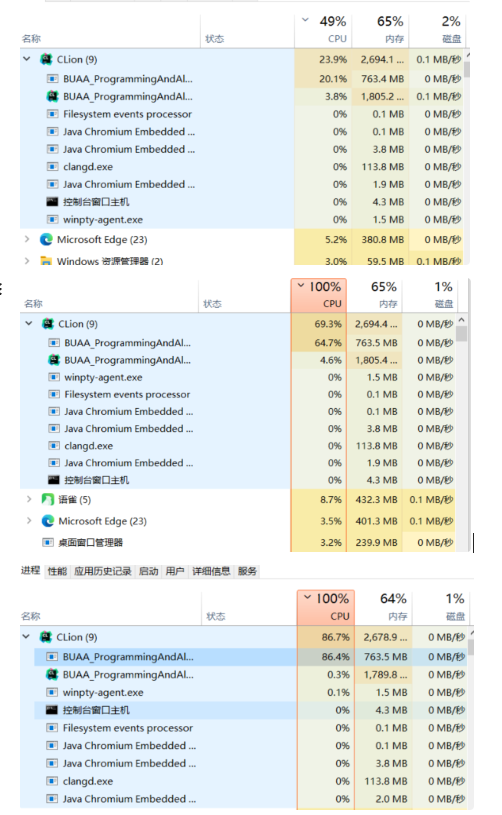 49% 65% 2%
名称 状态 CPU 内存 磁盘
CLion (9) 23.9% 2,694.1 ... 0.1 MB/秒
BUAA_ProgrammingAndAl... 20.1% 763.4 MB 0 MB/秒
BUAA_ProgrammingAndAl... 3.8% 1,805.2 ... 0.1 MB/秒
Filesystem events processor 0% 0.1 MB 0 MB/秒
Java Chromium Embedded ... 0% 0.1 MB 0 MB/秒
Java Chromium Embedded ... 0% 3.8 MB 0 MB/秒
clangd.exe 0% 113.8 MB 0 MB/秒
Java Chromium Embedded ... 0% 1.9 MB 0 MB/秒
控制台窗口主机 0% 4.3 MB 0 MB/秒
winpty-agent.exe 0% 1.5 MB 0 MB/秒
Microsoft Edge (23) 5.2% 380.8 MB 0 MB/秒
Windows 资源管理器 (2) 3.0% 59.5 MB 0.1 MB/秒
100% 65% 1%
名称 状态 CPU 内存 磁盘
CLion (9) 69.3% 2,694.4 ... 0 MB/秒
BUAA_ProgrammingAndAl... 64.7% 763.5 MB 0 MB/秒
BUAA_ProgrammingAndAl... 4.6% 1,805.4 ... 0 MB/秒
winpty-agent.exe 0% 1.5 MB 0 MB/秒
Filesystem events processor 0% 0.1 MB 0 MB/秒
Java Chromium Embedded ... 0% 0.1 MB 0 MB/秒
Java Chromium Embedded ... 0% 3.8 MB 0 MB/秒
clangd.exe 0% 113.8 MB 0 MB/秒
Java Chromium Embedded ... 0% 1.9 MB 0 MB/秒
控制台窗口主机 0% 4.3 MB 0 MB/秒
语雀 (5) 8.7% 432.3 MB 0.1 MB/秒
Microsoft Edge (23) 3.5% 401.3 MB 0.1 MB/秒
桌面窗口管理器 3.2% 239.9 MB 0 MB/秒
进程 性能 应用历史记录 启动 用户 详细信息 服务
100% 64% 1%
名称 状态 CPU 内存 磁盘
CLion (9) 86.7% 2,678.9 ... 0 MB/秒
BUAA_ProgrammingAndAl... 86.4% 763.5 MB 0 MB/秒
BUAA_ProgrammingAndAl... 0.3% 1,789.8 ... 0 MB/秒
winpty-agent.exe 0.1% 1.5 MB 0 MB/秒
控制台窗口主机 0% 4.3 MB 0 MB/秒
Filesystem events processor 0% 0.1 MB 0 MB/秒
Java Chromium Embedded ... 0% 0.1 MB 0 MB/秒
Java Chromium Embedded ... 0% 3.8 MB 0 MB/秒
clangd.exe 0% 113.8 MB 0 MB/秒
Java Chromium Embedded ... 0% 2.0 MB 0 MB/秒